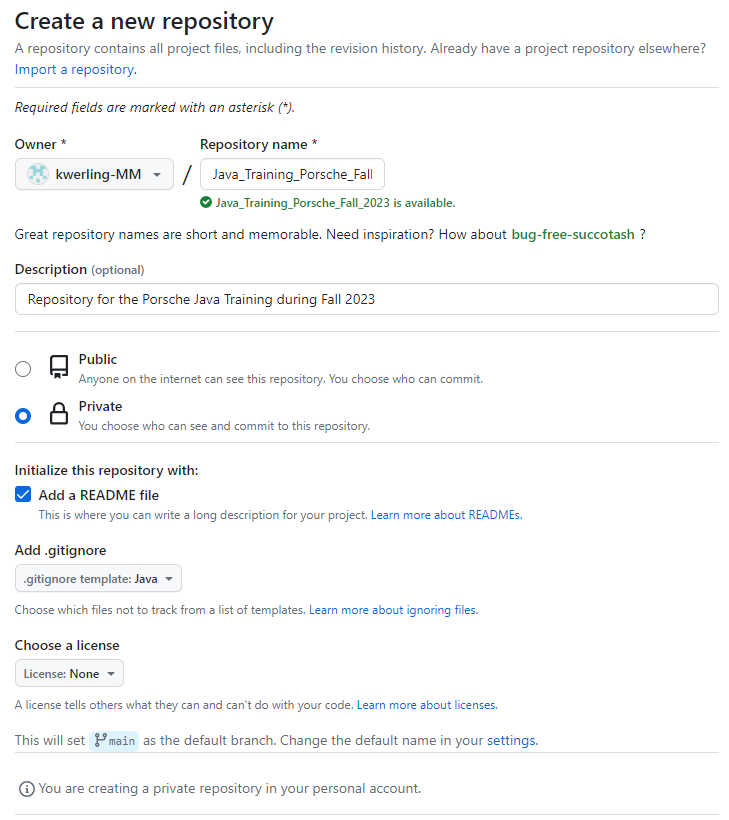 Create a new repository
A repository contains all project files, including the revision history. Already have a project repository elsewhere?
Import a repository.
Required fields are marked with an asterisk (*).
Owner *
Repository name *
kwerling-MM
/
Java_Training_Porsche_Fall
Java_Training_Porsche_Fall_2023 is available.
Great repository names are short and memorable. Need inspiration? How about bug-free-succotash ?
Description (optional)
Repository for the Porsche Java Training during Fall 2023
Public
Anyone on the internet can see this repository. You choose who can commit.
Private
You choose who can see and commit to this repository.
Initialize this repository with:
Add a README file
This is where you can write a long description for your project. Learn more about READMEs.
Add .gitignore
.gitignore template: Java
Choose which files not to track from a list of templates. Learn more about ignoring files.
Choose a license
License: None
A license tells others what they can and can't do with your code. Learn more about licenses.
This will set main as the default branch. Change the default name in your settings.
You are creating a private repository in your personal account.